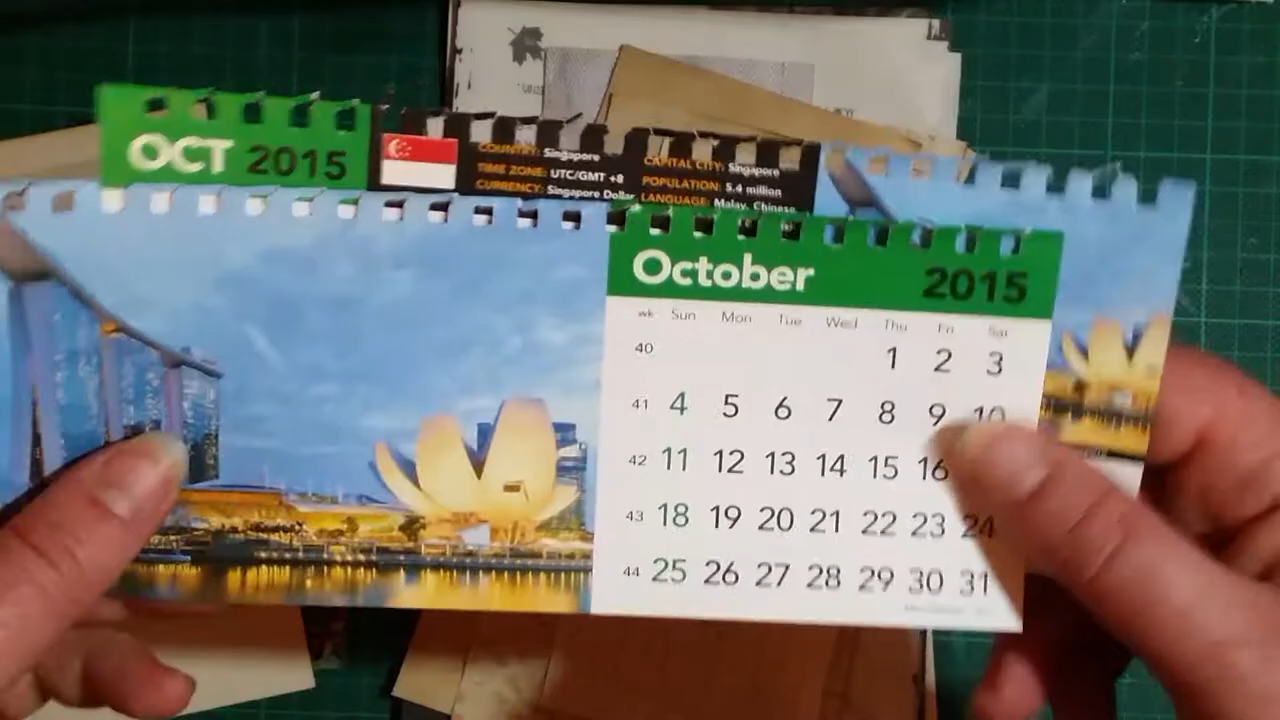 OCT 2015
COUNTRY: Singapore
TIME ZONE: UTC/GMT +8
CURRENCY: Singapore Dollar
CAPITAL CITY: Singapore
POPULATION: 5.4 million
LANGUAGE: Malay, Chinese
October 2015
wk Sun Mon Tue Wed Thu Fri Sat
40 1 2 3
41 4 5 6 7 8 9 10
42 11 12 13 14 15 16
43 18 19 20 21 22 23 24
44 25 26 27 28 29 30 31